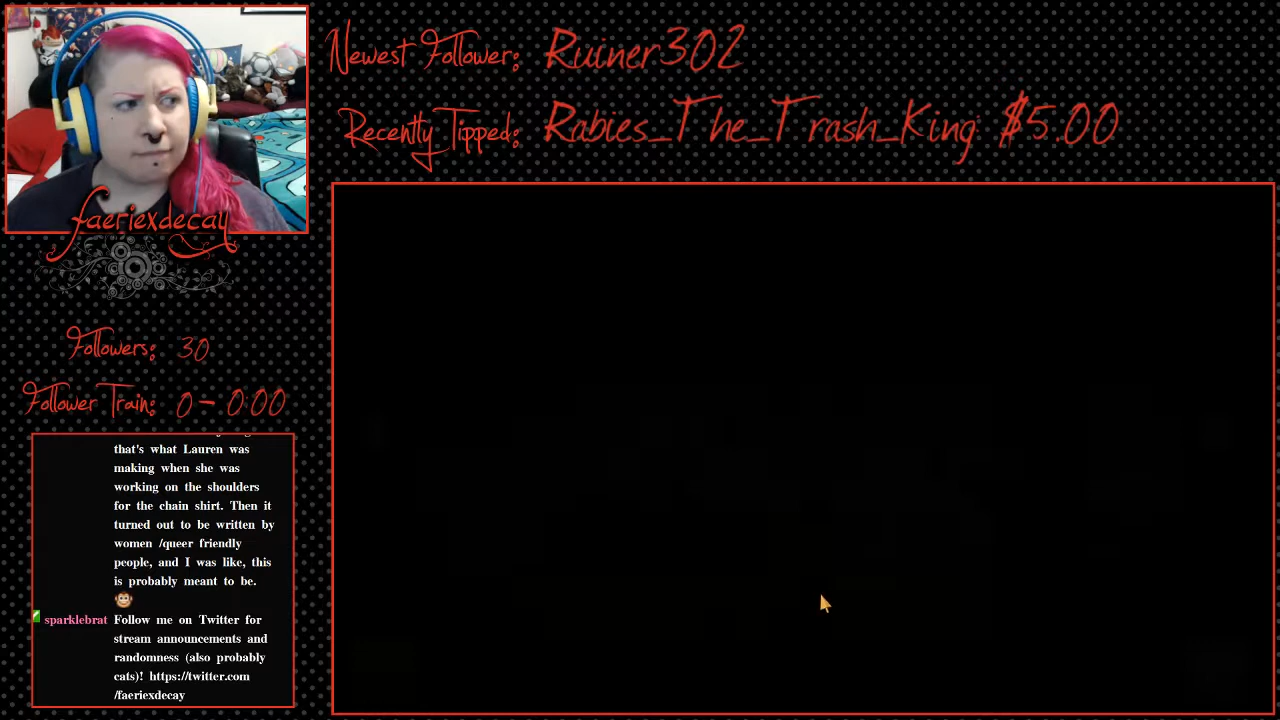 Newest Follower: Ruiner302
Recently Tipped: Rabies_The_Trash_King $5.00
faeriexdecay
Followers: 30
Follower Train: 0 - 0:00
that's what Lauren was
making when she was
working on the shoulders
for the chain shirt. Then it
turned out to be written by
women /queer friendly
people, and I was like, this
is probably meant to be.
sparklebrat Follow me on Twitter for
stream announcements and
randomness (also probably
cats)! https://twitter.com
/faeriexdecay